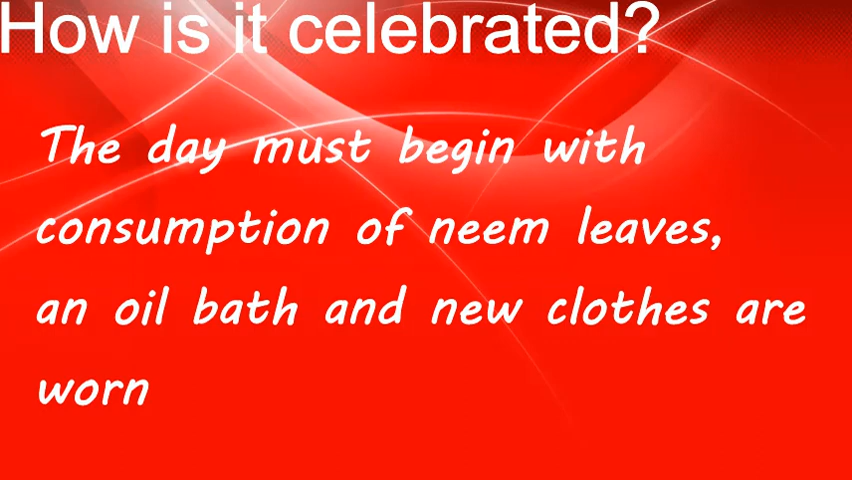 How is it celebrated?
The day must begin with
consumption of neem leaves,
an oil bath and new clothes are
worn